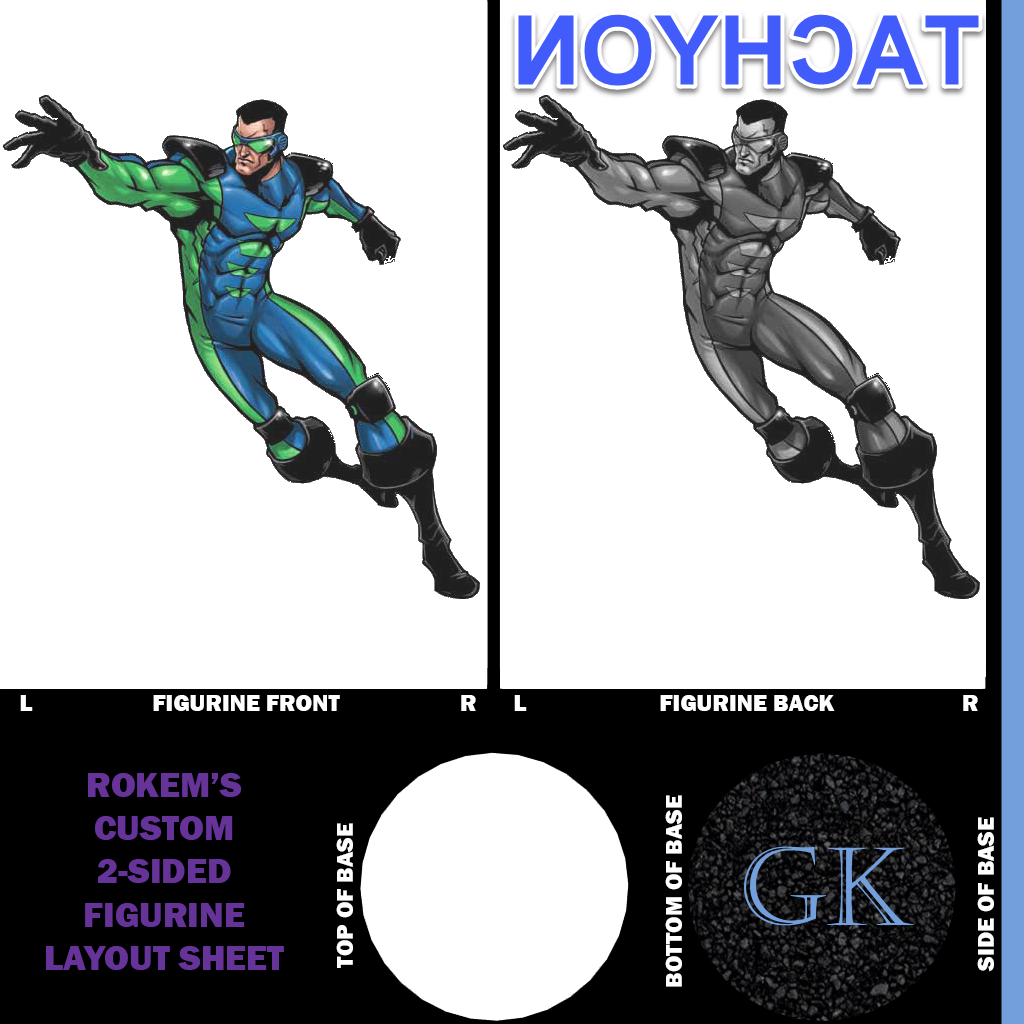 TACHYON
L
FIGURINE FRONT
R
L
FIGURINE BACK
R
ROKEM'S
CUSTOM
2-SIDED
FIGURINE
LAYOUT SHEET
TOP OF BASE
BOTTOM OF BASE
GK
SIDE OF BASE